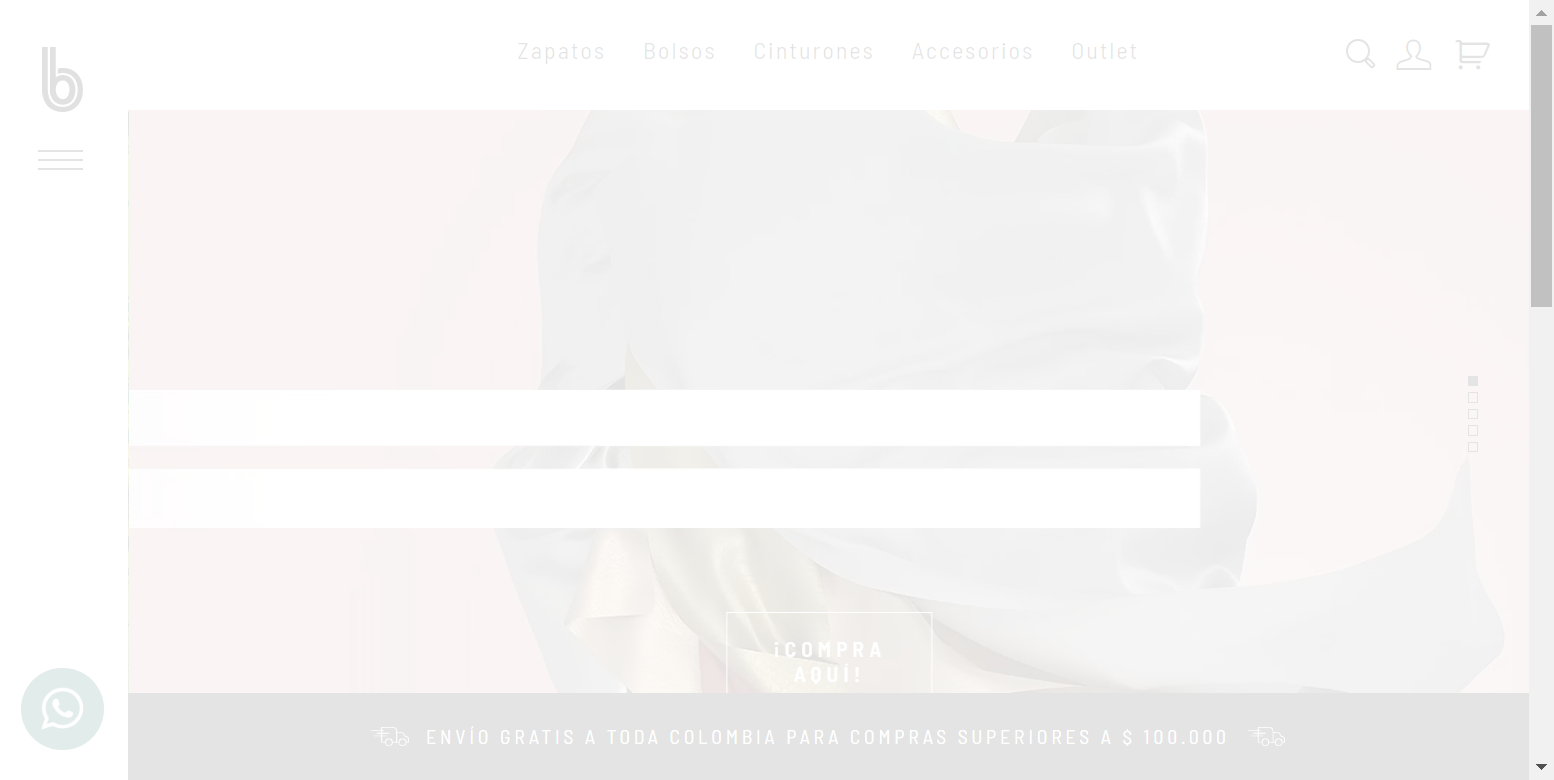 b
Zapatos Bolsos Cinturones Accesorios Outlet
¡COMPRA
AQUÍ!
ENVÍO GRATIS A TODA COLOMBIA PARA COMPRAS SUPERIORES A $ 100.000